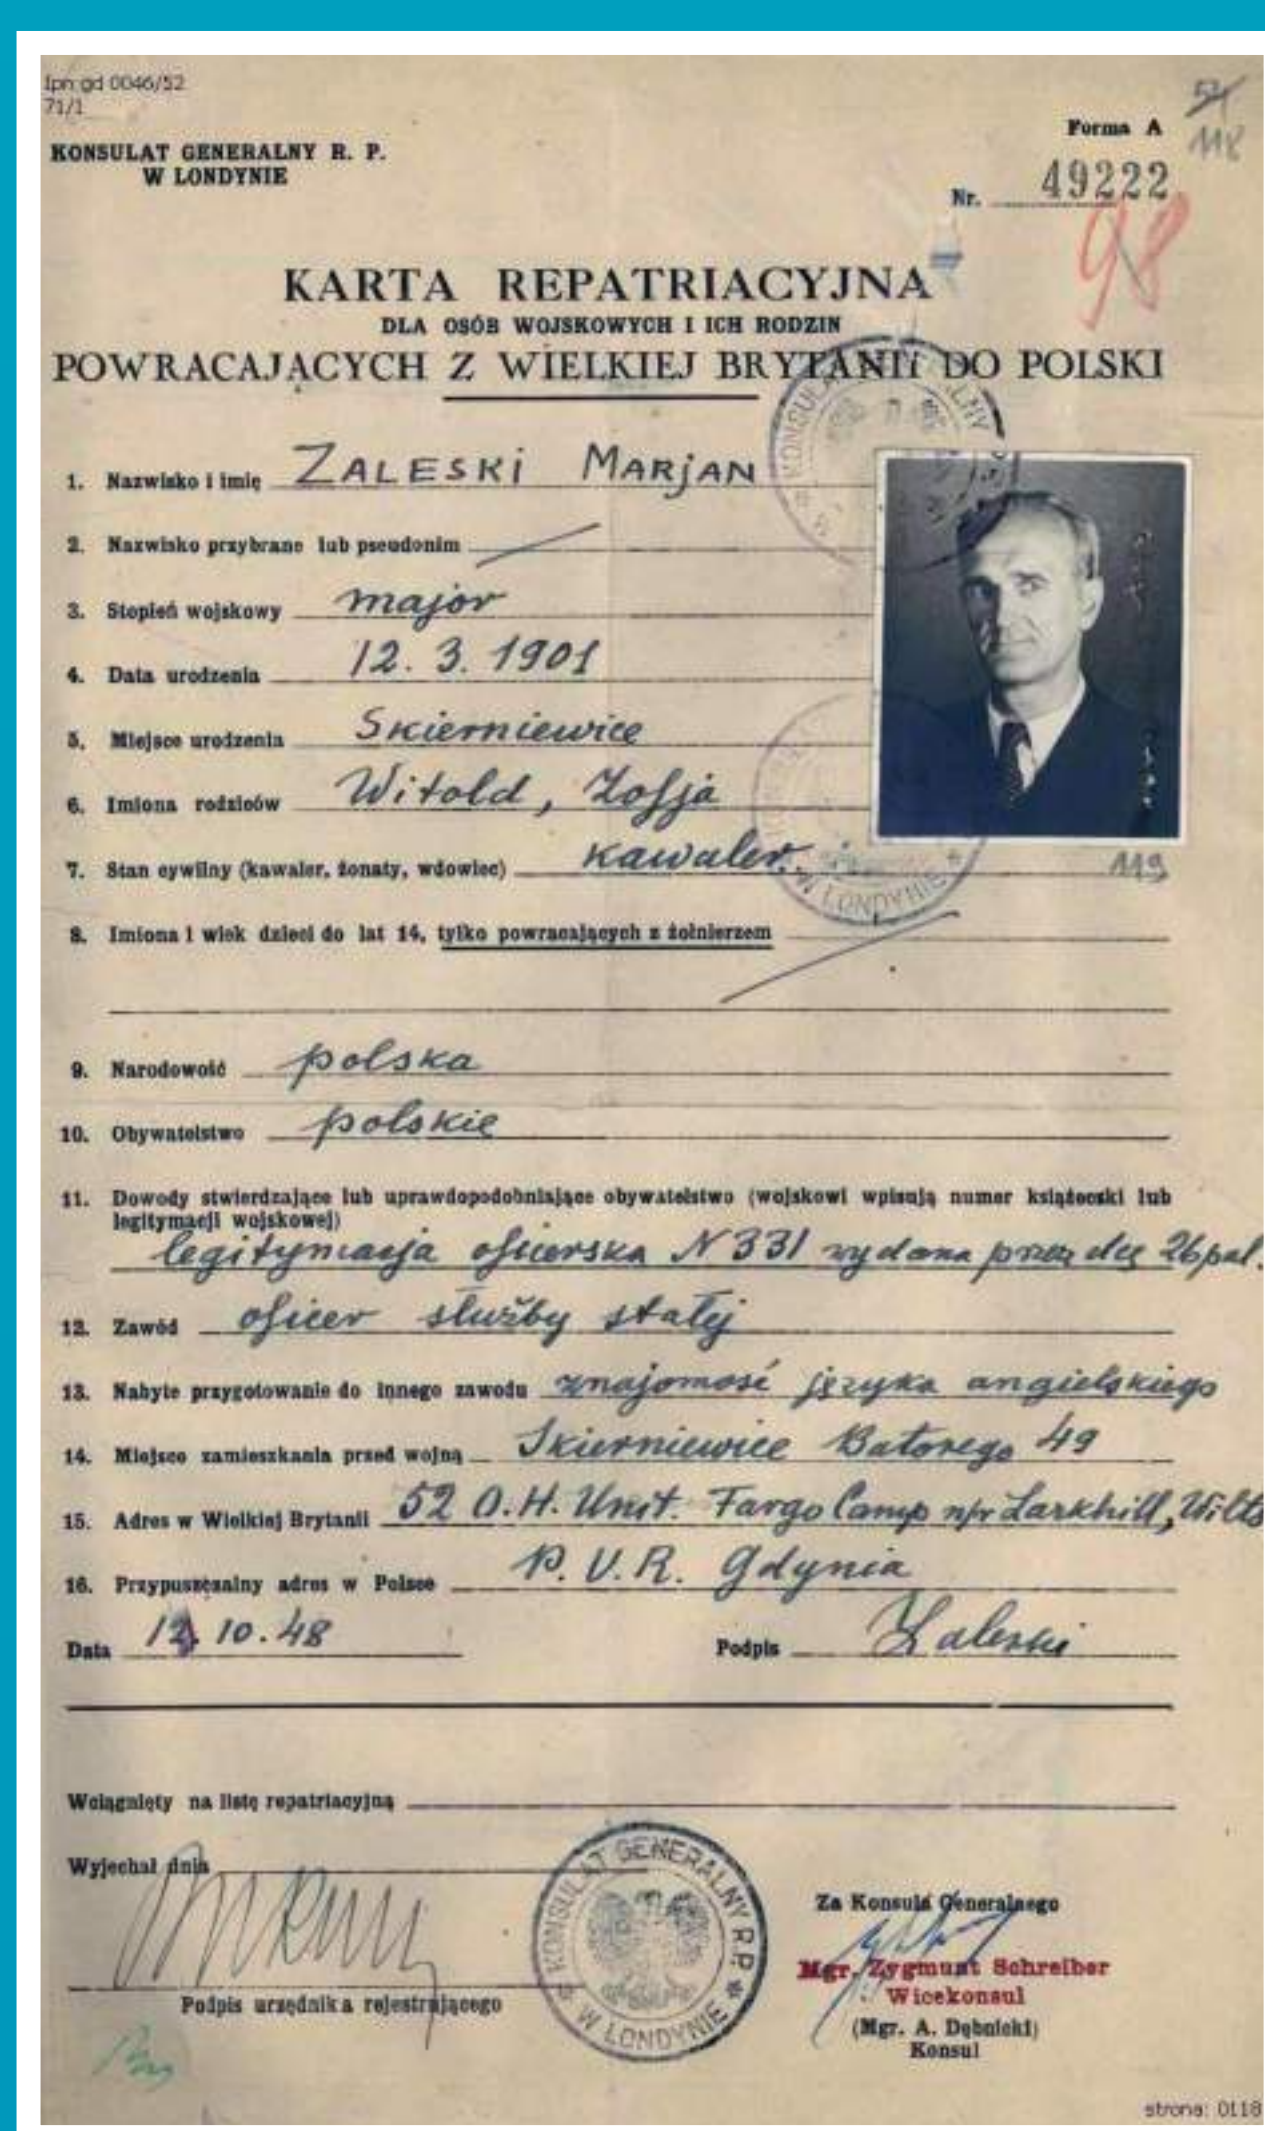 Ipn gd 0046/52
71/1
KONSULAT GENERALNY R. P.
W LONDYNIE
Forma A
118
Nr. 49222
98
KARTA REPATRIACYJNA
DLA OSÓB WOJSKOWYCH I ICH RODZIN
POWRACAJĄCYCH Z WIELKIEJ BRYTANII DO POLSKI
1. Nazwisko i imię ZALESKI MARJAN
2. Nazwisko przybrane lub pseudonim
3. Stopień wojskowy major
4. Data urodzenia 12. 3. 1901
5. Miejsce urodzenia Skierniewice
6. Imiona rodziców Witold, Zofja
7. Stan cywilny (kawaler, żonaty, wdowiec) kawaler.
W LONDYNIE
119
8. Imiona i wiek dzieci do lat 14, tylko powracających z żołnierzem
9. Narodowość polska
10. Obywatelstwo polskie
11. Dowody stwierdzające lub uprawdopodobniające obywatelstwo (wojskowi wpisują numer książeczki lub
legitymacji wojskowej)
legitymacja oficerska N 331 wydana przez dcę 26 pal.
12. Zawód oficer służby stałej
13. Nabyte przygotowanie do innego zawodu znajomość języka angielskiego
14. Miejsce zamieszkania przed wojną Skierniewice Batorego 49
15. Adres w Wielkiej Brytanii 52 O.H. Unit. Fargo Camp n/r Larkhill, Wilts
16. Przypuszczalny adres w Polsce P.U.R. Gdynia
Data 12. 10. 48 Podpis Zaleski
Wciągnięty na listę repatriacyjną
Wyjechał dnia
KONSULAT GENERALNY R.P. W LONDYNIE
Za Konsula Generalnego
Mgr. Zygmunt Schreiber
Wicekonsul
Podpis urzędnika rejestrującego
(Mgr. A. Dębnicki)
Konsul
strona: 0118